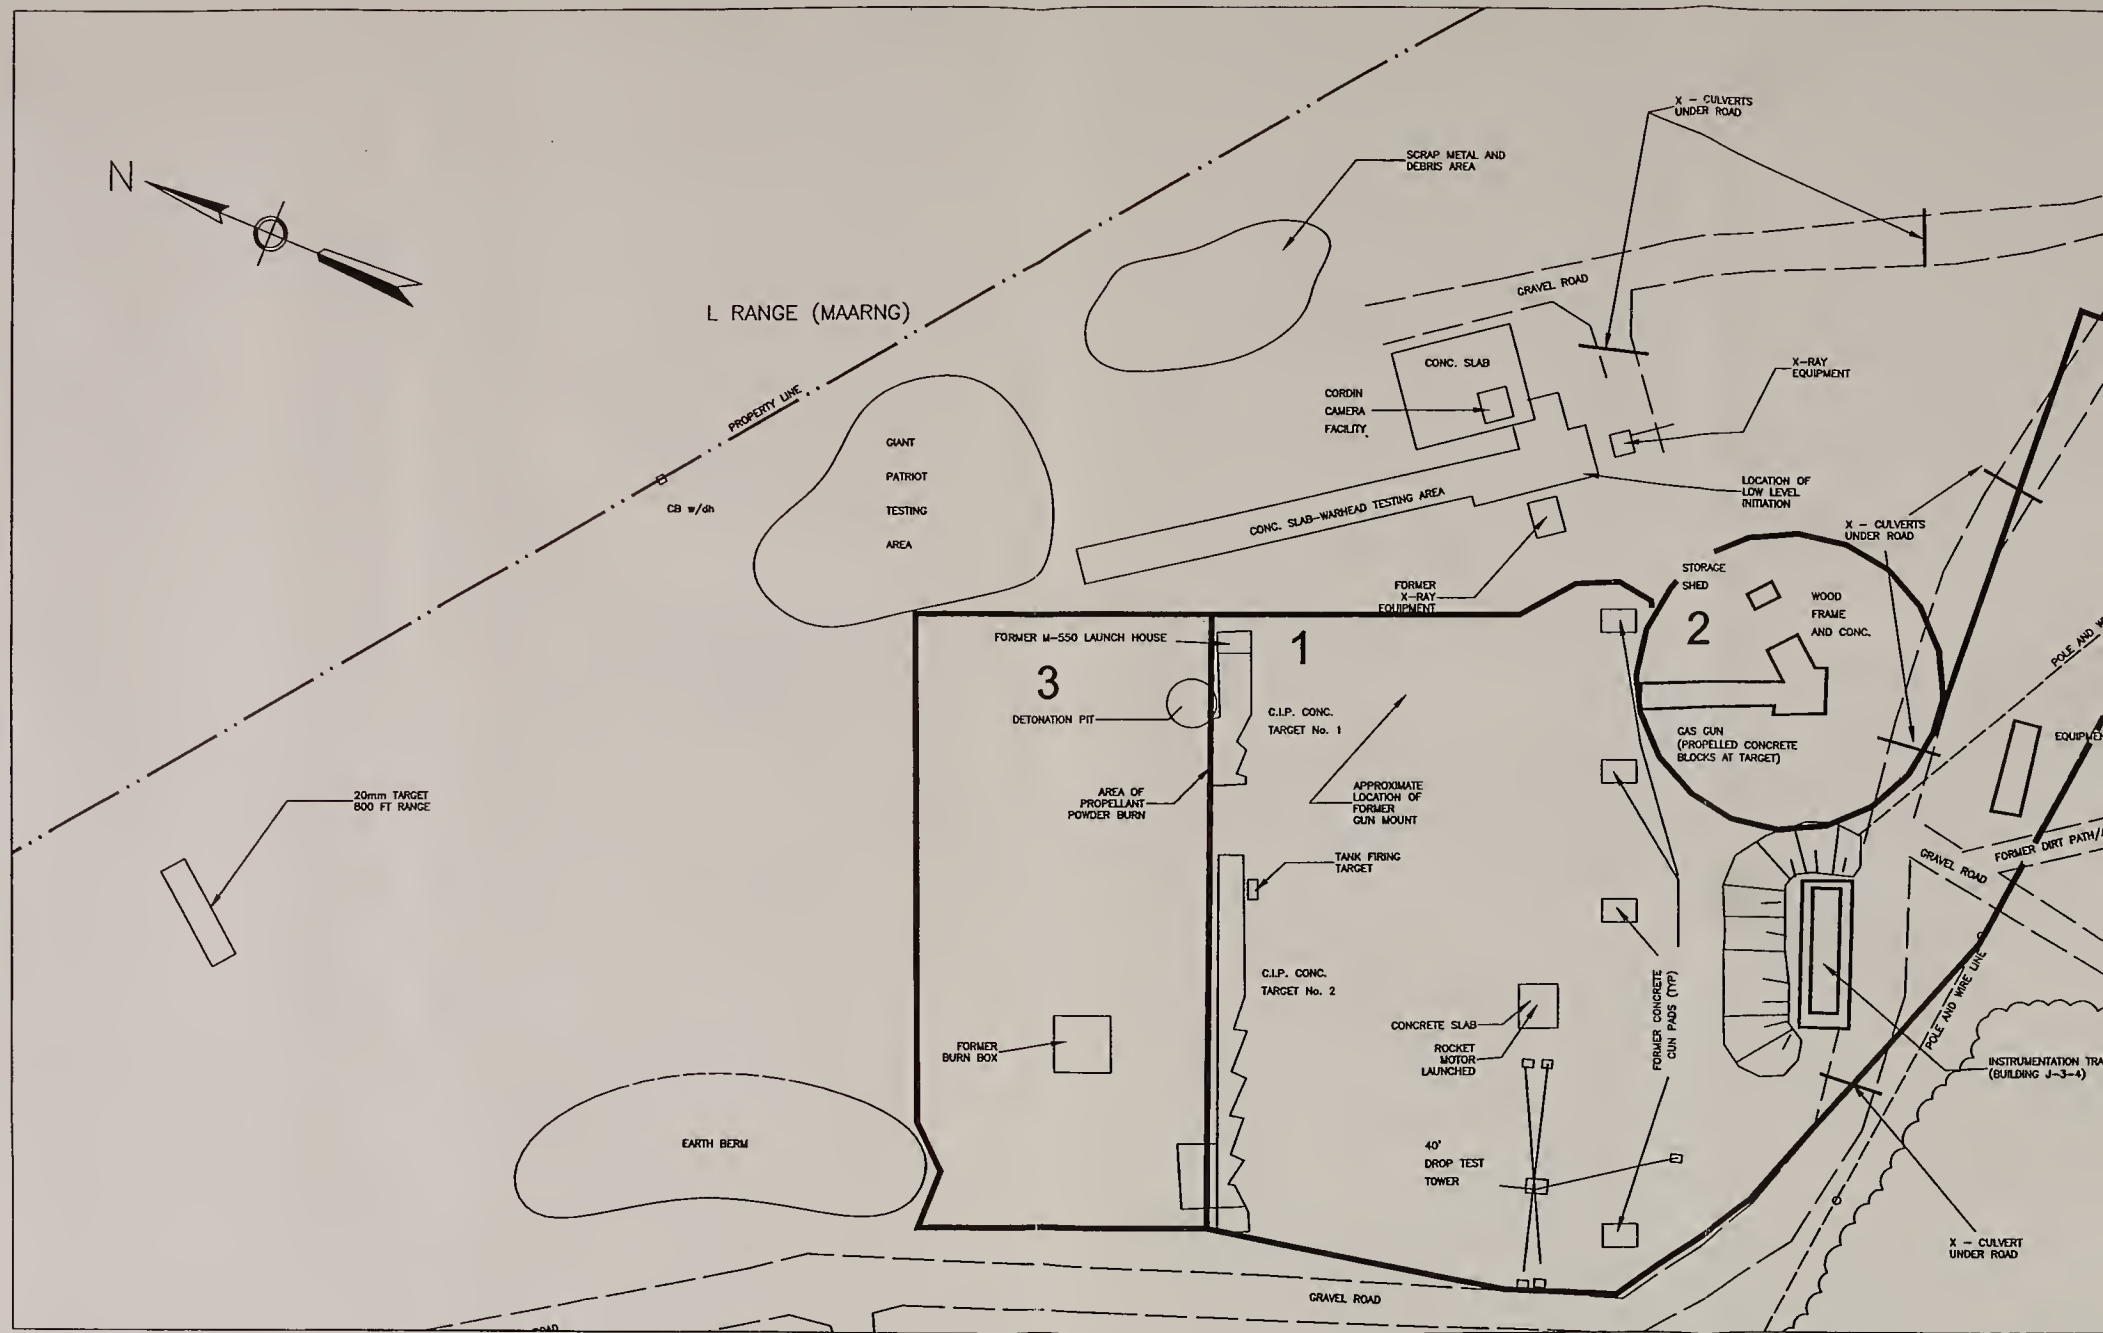 X - CULVERTS
UNDER ROAD
SCRAP METAL AND
DEBRIS AREA
N
GRAVEL ROAD
L RANGE (MAARNG)
CONC. SLAB
X-RAY
EQUIPMENT
CORDIN
CAMERA
FACILITY
PROPERTY LINE
GIANT
PATRIOT
TESTING
AREA
CB w/dh
CONC. SLAB-WARHEAD TESTING AREA
LOCATION OF
LOW LEVEL
INITIATION
X - CULVERTS
UNDER ROAD
STORAGE
SHED
FORMER
X-RAY
EQUIPMENT
WOOD
FRAME
AND CONC.
2
FORMER M-550 LAUNCH HOUSE
1
3
POLE AND W
DETONATION PIT
C.I.P. CONC.
TARGET No. 1
GAS GUN
(PROPELLED CONCRETE
BLOCKS AT TARGET)
EQUIPMEN
20mm TARGET
800 FT RANGE
AREA OF
PROPELLANT
POWDER BURN
APPROXIMATE
LOCATION OF
FORMER
GUN MOUNT
TANK FIRING
TARGET
GRAVEL ROAD
FORMER DIRT PATH/
C.I.P. CONC.
TARGET No. 2
FORMER CONCRETE
GUN PADS (TYP)
POLE AND WIRE LINE
CONCRETE SLAB
ROCKET
MOTOR
LAUNCHED
FORMER
BURN BOX
INSTRUMENTATION TRA
(BUILDING J-3-4)
EARTH BERM
40'
DROP TEST
TOWER
X - CULVERT
UNDER ROAD
GRAVEL ROAD